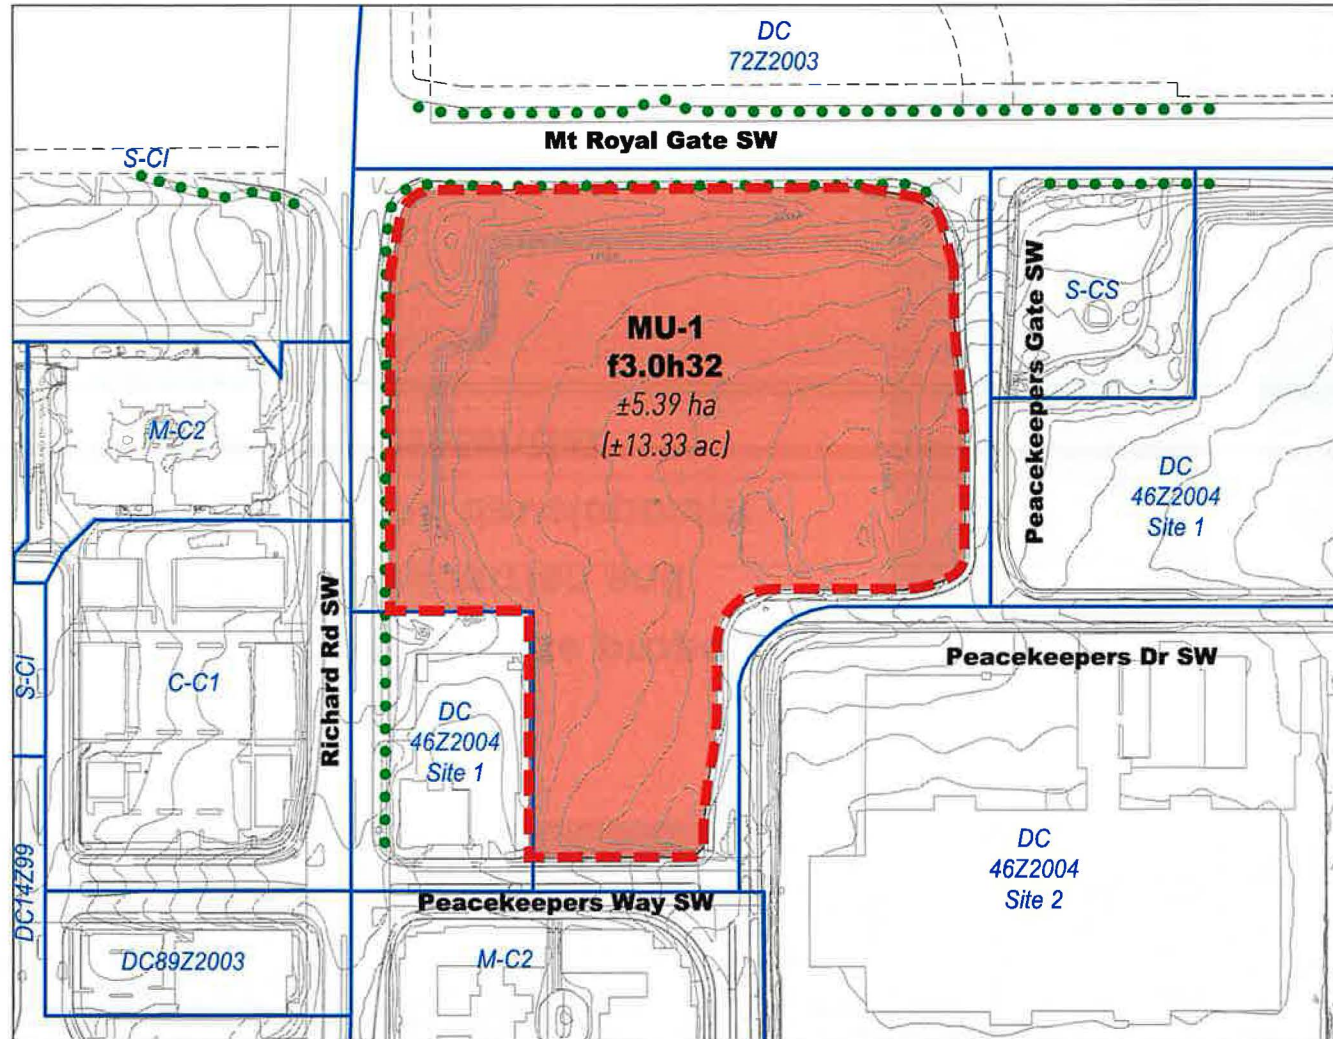 DC
72Z2003
Mt Royal Gate SW
S-CI
Peacekeepers Gate SW
S-CS
MU-1
f3.0h32
±5.39 ha
(±13.33 ac)
M-C2
DC
46Z2004
Site 1
Richard Rd SW
S-CI
C-C1
Peacekeepers Dr SW
DC
46Z2004
Site 1
DC
46Z2004
Site 2
DC14Z99
Peacekeepers Way SW
DC89Z2003
M-C2